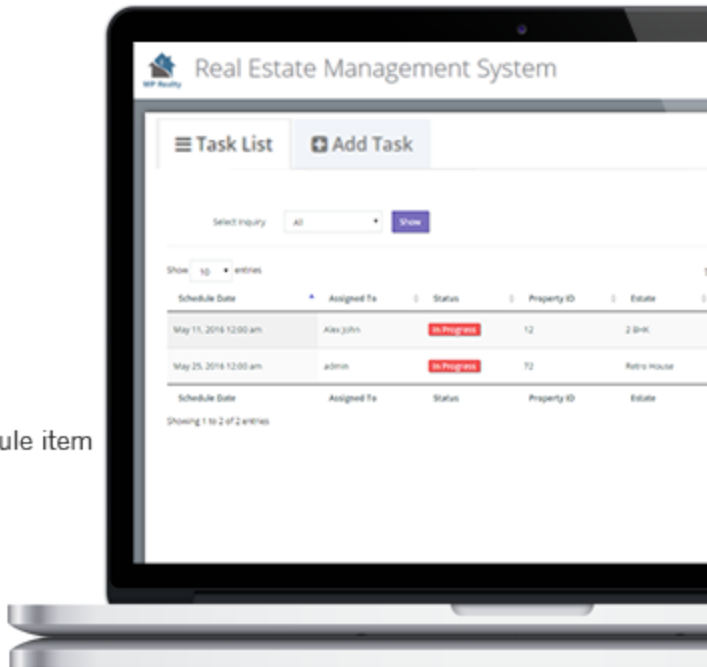 Real Estate Management System
MP Realty
Task List
Add Task
Select Inquiry
All
Show
Show 10 entries
Schedule Date Assigned To Status Property ID Estate
May 11, 2016 12:00 am Alex John In Progress 12 2 BHK
May 25, 2016 12:00 am admin In Progress 72 Retro House
Schedule Date Assigned To Status Property ID Estate
Showing 1 to 2 of 2 entries
ule item